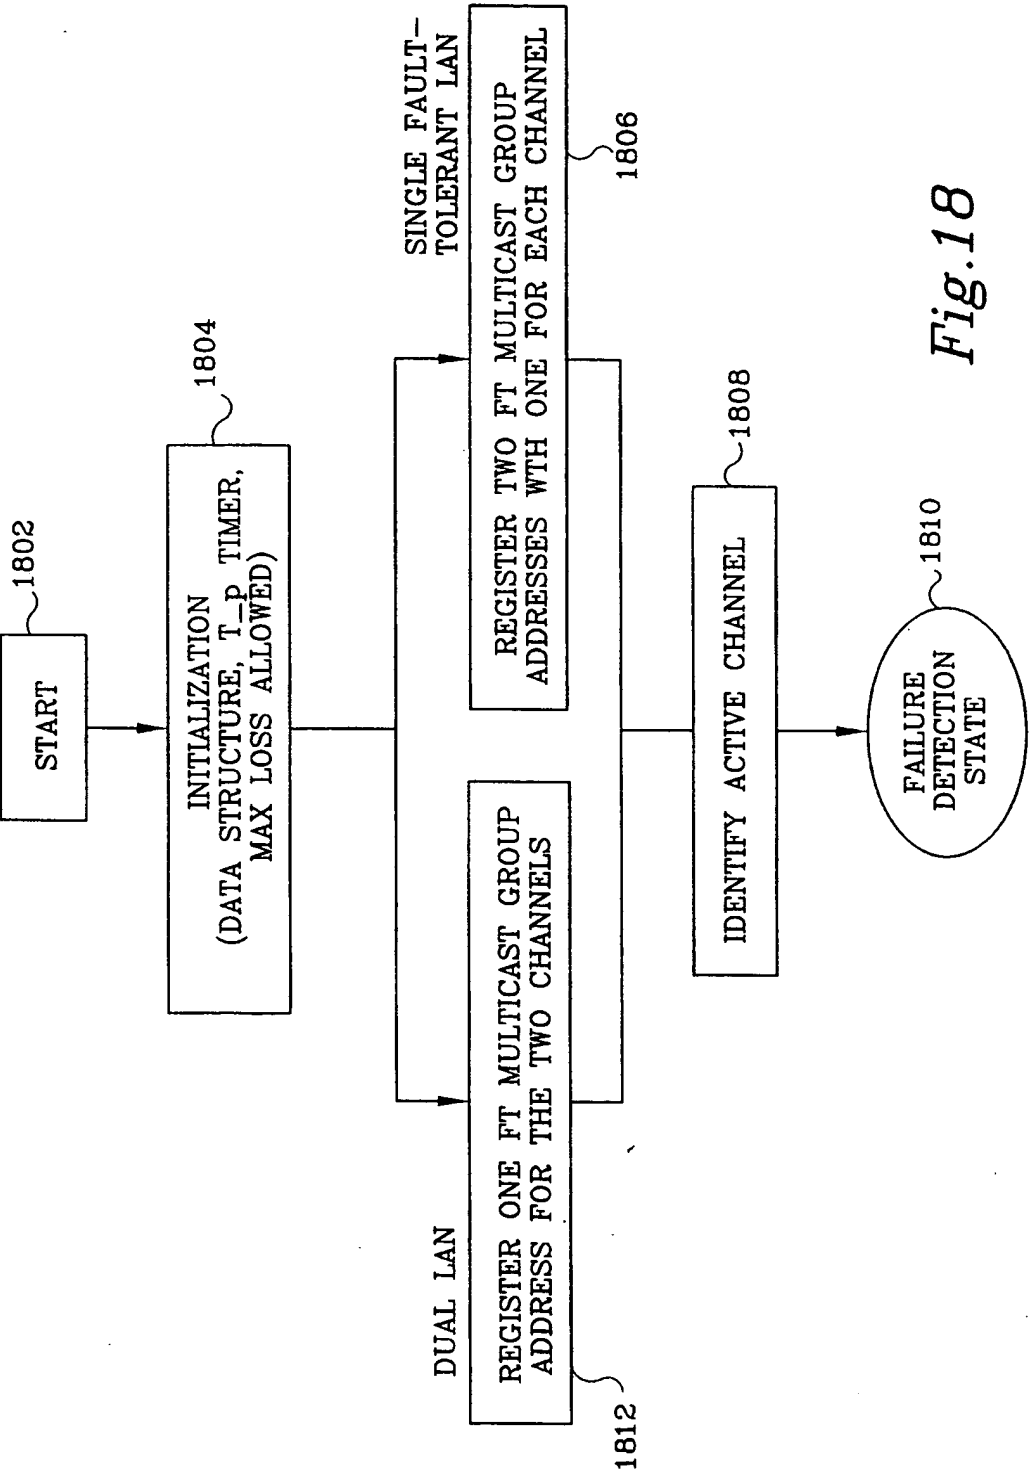 START
1802
INITIALIZATION
(DATA STRUCTURE, T_p TIMER,
MAX LOSS ALLOWED)
1804
DUAL LAN
REGISTER ONE FT MULTICAST GROUP
ADDRESS FOR THE TWO CHANNELS
1812
SINGLE FAULT-
TOLERANT LAN
REGISTER TWO FT MULTICAST GROUP
ADDRESSES WTH ONE FOR EACH CHANNEL
1806
IDENTIFY ACTIVE CHANNEL
1808
FAILURE
DETECTION
STATE
1810
Fig.18